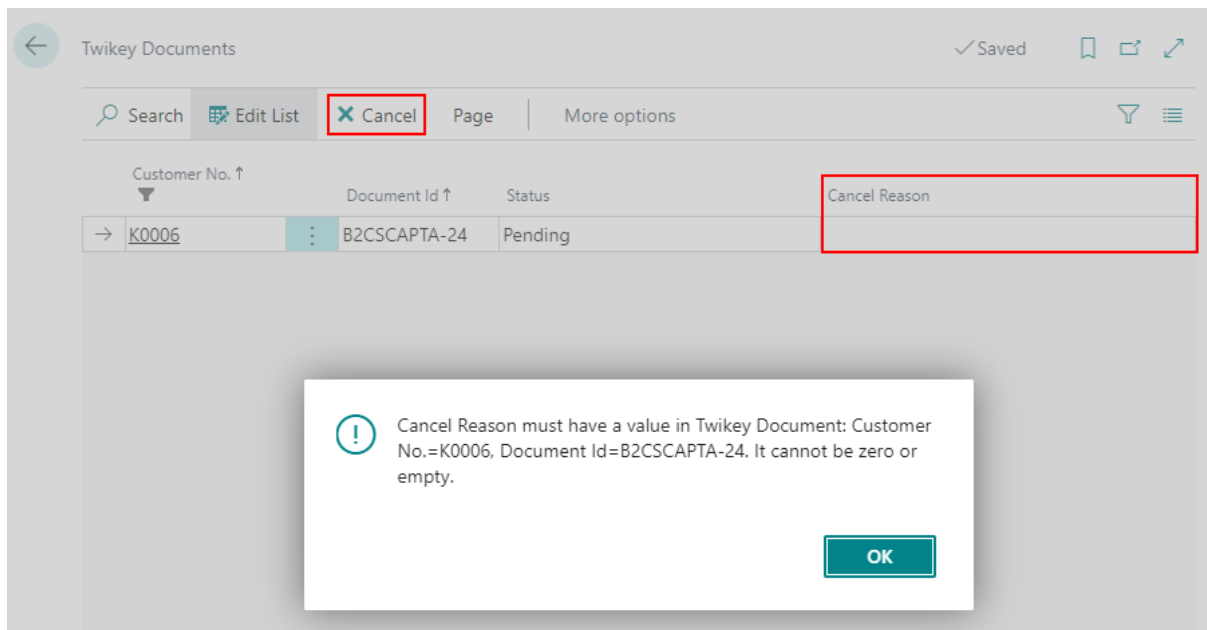 Twikey Documents
Saved
Search Edit List Cancel Page More options
Customer No. ↑
Document Id ↑ Status Cancel Reason
K0006 B2CSCAPTA-24 Pending
Cancel Reason must have a value in Twikey Document: Customer
No.=K0006, Document Id=B2CSCAPTA-24. It cannot be zero or
empty.
OK